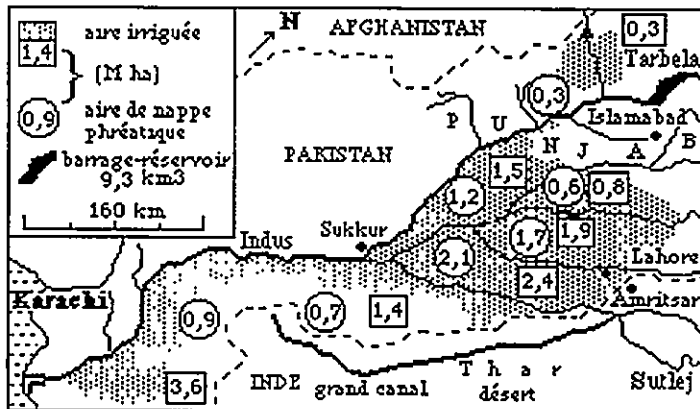 aire irriguée
1,4
(M ha)
0,9
aire de nappe
phréatique
barrage-réservoir
9,3 km3
160 km
N
AFGHANISTAN
0,3
Tarbela
0,3
Islamabad
P U N J A B
PAKISTAN
1,5
1,2
0,6
0,8
Sukkur
Indus
1,7
1,9
2,1
Lahore
2,4
Karachi
Amritsar
0,9
0,7
1,4
Thar
désert
INDE
grand canal
Sutlej
3,6